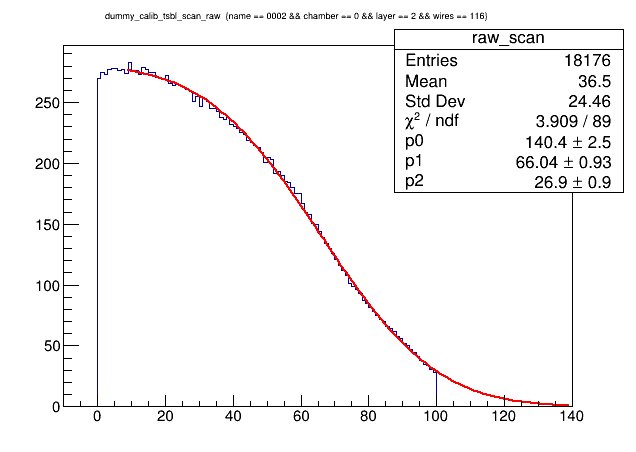 dummy_calib_tsbl_scan_raw (name == 0002 && chamber == 0 && layer == 2 && wires == 116)
raw_scan
Entries 18176
Mean 36.5
Std Dev 24.46
χ² / ndf 3.909 / 89
p0 140.4 ± 2.5
p1 66.04 ± 0.93
p2 26.9 ± 0.9
250
200
150
100
50
0
0 20 40 60 80 100 120 140